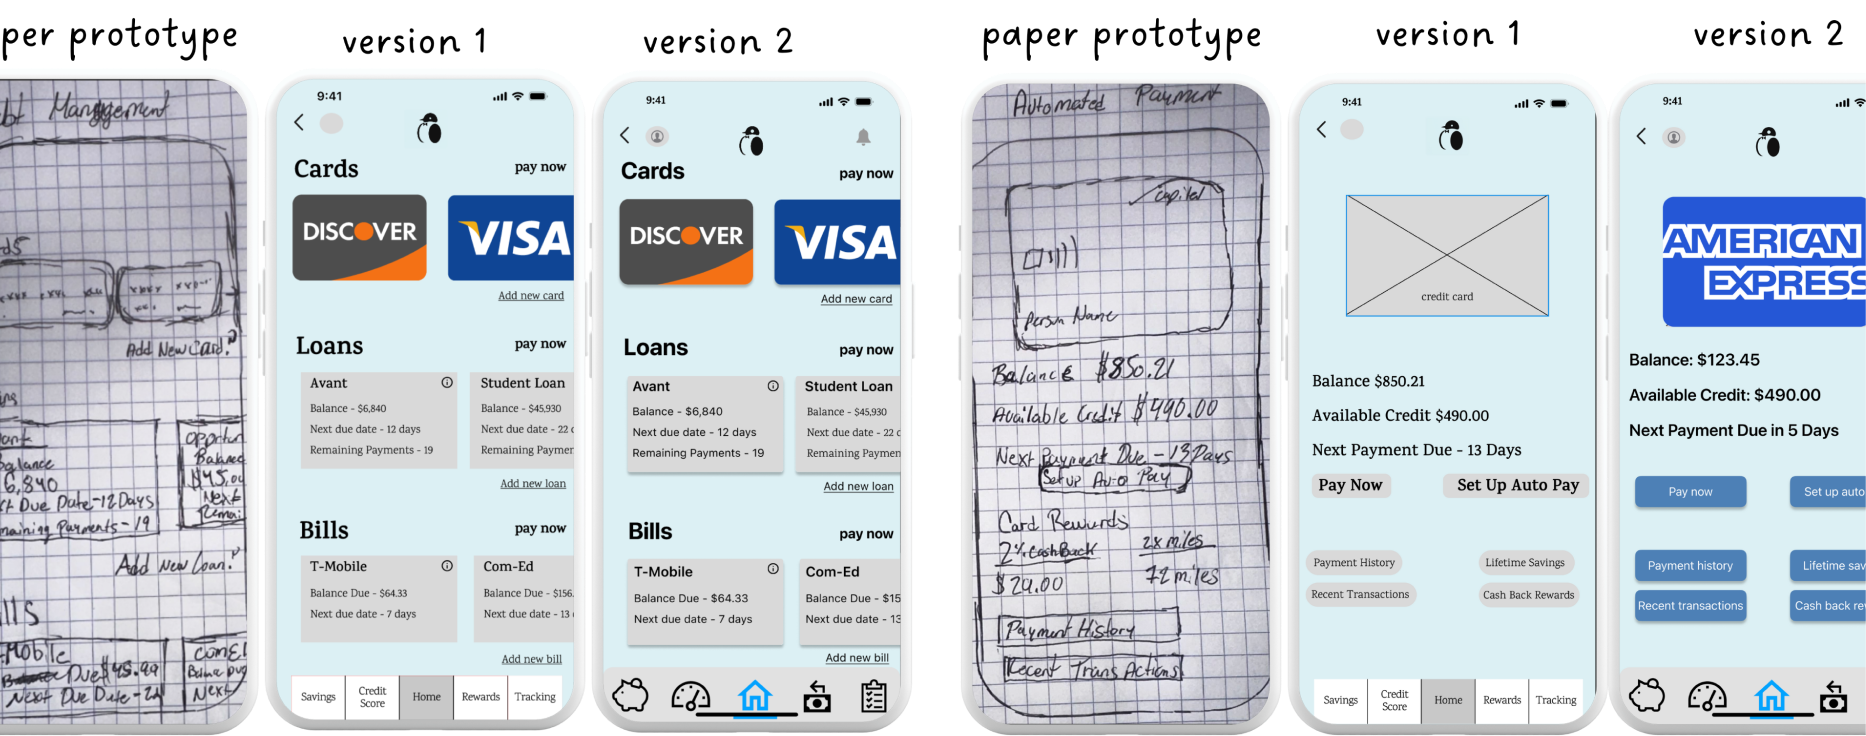 per prototype
version 1
version 2
paper prototype
version 1
version 2
Management
Add New Card?
Balance
6,840
Due Date-12 Days
Remaining Payments-19
Balance
Next
Add New Loan?
Due $45.99
Next Due Date-2d
Next
9:41
Cards
pay now
DISCOVER
VISA
Add new card
Loans
pay now
Avant
Student Loan
Balance - $6,840
Balance - $45,930
Next due date - 12 days
Next due date - 22
Remaining Payments - 19
Remaining Paymen
Add new loan
Bills
pay now
T-Mobile
Com-Ed
Balance Due - $64.33
Balance Due - $156.
Next due date - 7 days
Next due date - 13
Add new bill
Savings
Credit Score
Home
Rewards
Tracking
9:41
Cards
pay now
DISCOVER
VISA
Add new card
Loans
pay now
Avant
Student Loan
Balance - $6,840
Balance - $45,930
Next due date - 12 days
Next due date - 22
Remaining Payments - 19
Remaining Paymen
Add new loan
Bills
pay now
T-Mobile
Com-Ed
Balance Due - $64.33
Balance Due - $15
Next due date - 7 days
Next due date - 13
Add new bill
Automated Payment
Capital
Person Name
Balance $850.21
Available Credit $490.00
Next Payment Due - 13 Days
Set up Auto Pay
Card Rewards
2% Cash Back
2x miles
$24.00
72 miles
Payment History
Recent TransActions
9:41
credit card
Balance $850.21
Available Credit $490.00
Next Payment Due - 13 Days
Pay Now
Set Up Auto Pay
Payment History
Lifetime Savings
Recent Transactions
Cash Back Rewards
Savings
Credit Score
Home
Rewards
Tracking
9:41
AMERICAN
EXPRESS
Balance: $123.45
Available Credit: $490.00
Next Payment Due in 5 Days
Pay now
Set up auto
Payment history
Lifetime sav
Recent transactions
Cash back re